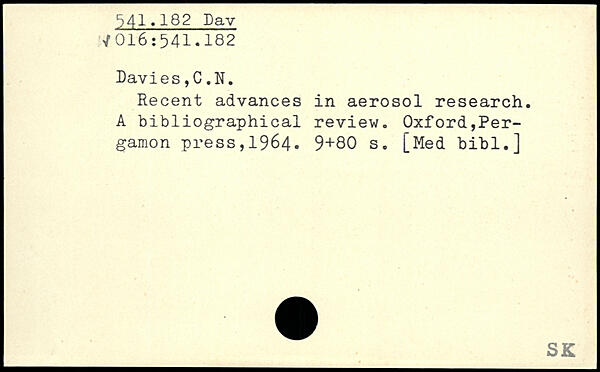 541.182 Dav
W016:541.182
Davies,C.N.
Recent advances in aerosol research.
A bibliographical review. Oxford,Per-
gamon press,1964. 9+80 s. [Med bibl.]
SK